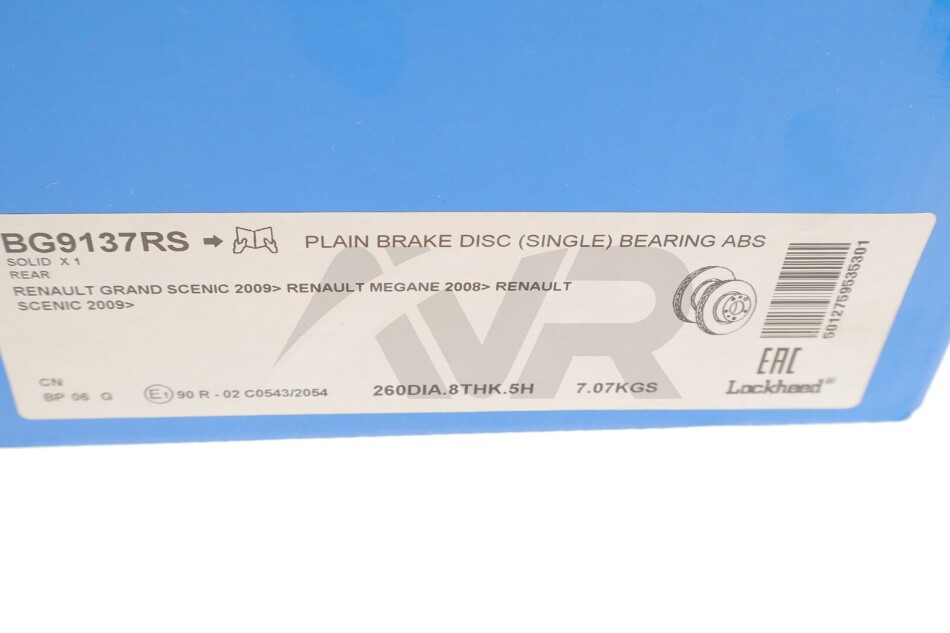 BG9137RS
PLAIN BRAKE DISC (SINGLE) BEARING ABS
SOLID X 1
REAR
RENAULT GRAND SCENIC 2009> RENAULT MEGANE 2008> RENAULT
SCENIC 2009>
5012759535301
EAC
Lockheed®
CN
BP 06 G
E1 90 R - 02 C0543/2054
260DIA.8THK.5H
7.07KGS
IVR